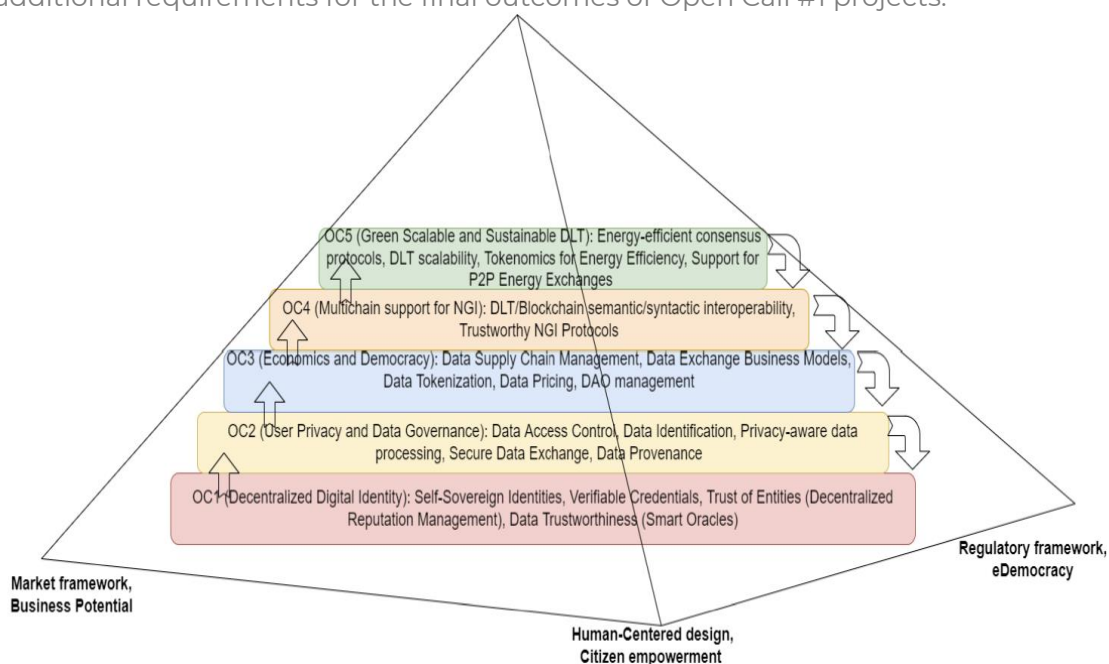 additional requirements for the final outcomes of Open Call #1 projects.
OC5 (Green Scalable and Sustainable DLT): Energy-efficient consensus
protocols, DLT scalability, Tokenomics for Energy Efficiency, Support for
P2P Energy Exchanges
OC4 (Multichain support for NGI): DLT/Blockchain semantic/syntactic interoperability,
Trustworthy NGI Protocols
OC3 (Economics and Democracy): Data Supply Chain Management, Data Exchange Business Models,
Data Tokenization, Data Pricing, DAO management
OC2 (User Privacy and Data Governance): Data Access Control, Data Identification, Privacy-aware data
processing, Secure Data Exchange, Data Provenance
OC1 (Decentralized Digital Identity): Self-Sovereign Identities, Verifiable Credentials, Trust of Entities (Decentralized
Reputation Management), Data Trustworthiness (Smart Oracles)
Regulatory framework,
eDemocracy
Market framework,
Business Potential
Human-Centered design,
Citizen empowerment